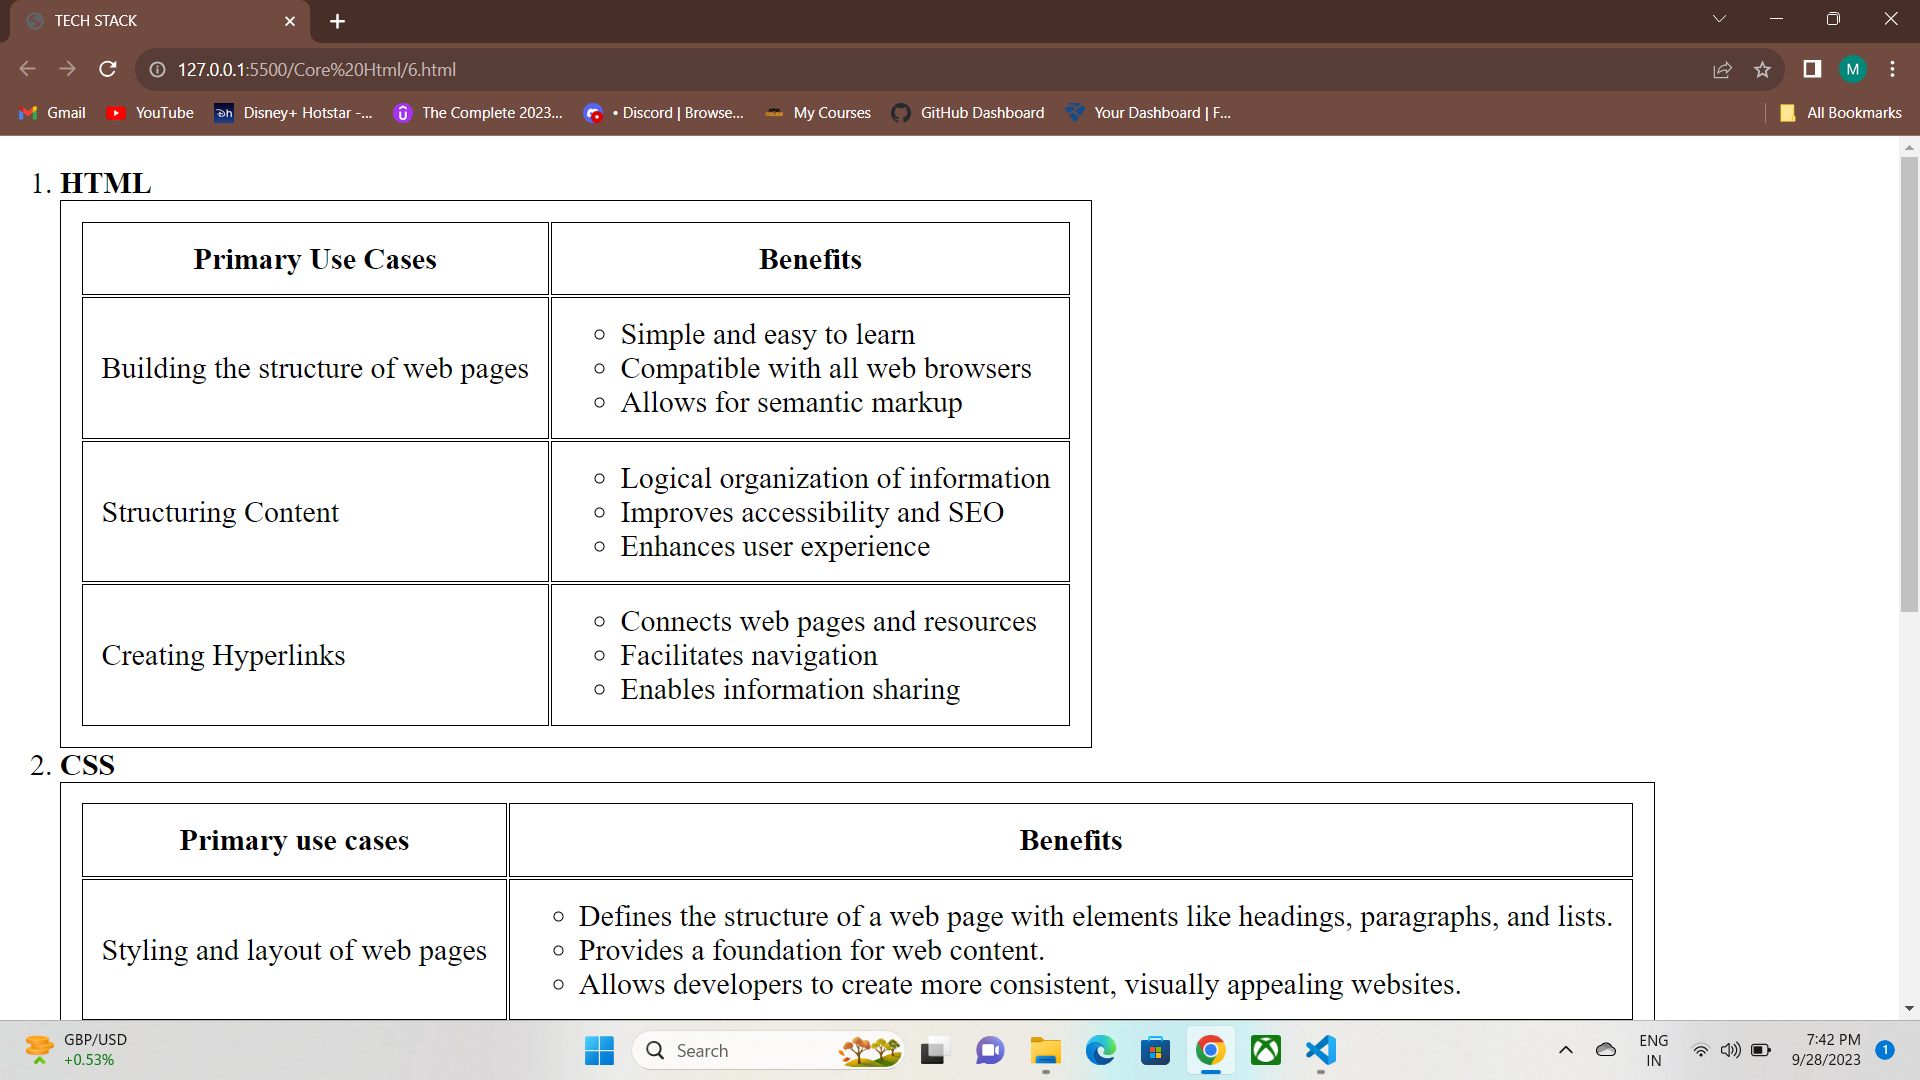 TECH STACK
127.0.0.1:5500/Core%20Html/6.html
M
Gmail
YouTube
Disney+ Hotstar -...
The Complete 2023...
• Discord | Browse...
My Courses
GitHub Dashboard
Your Dashboard | F...
All Bookmarks
1. HTML
Primary Use Cases
Benefits
Building the structure of web pages
Simple and easy to learn
Compatible with all web browsers
Allows for semantic markup
Structuring Content
Logical organization of information
Improves accessibility and SEO
Enhances user experience
Creating Hyperlinks
Connects web pages and resources
Facilitates navigation
Enables information sharing
2. CSS
Primary use cases
Benefits
Styling and layout of web pages
Defines the structure of a web page with elements like headings, paragraphs, and lists.
Provides a foundation for web content.
Allows developers to create more consistent, visually appealing websites.
GBP/USD
+0.53%
Search
ENG
IN
7:42 PM
9/28/2023
1